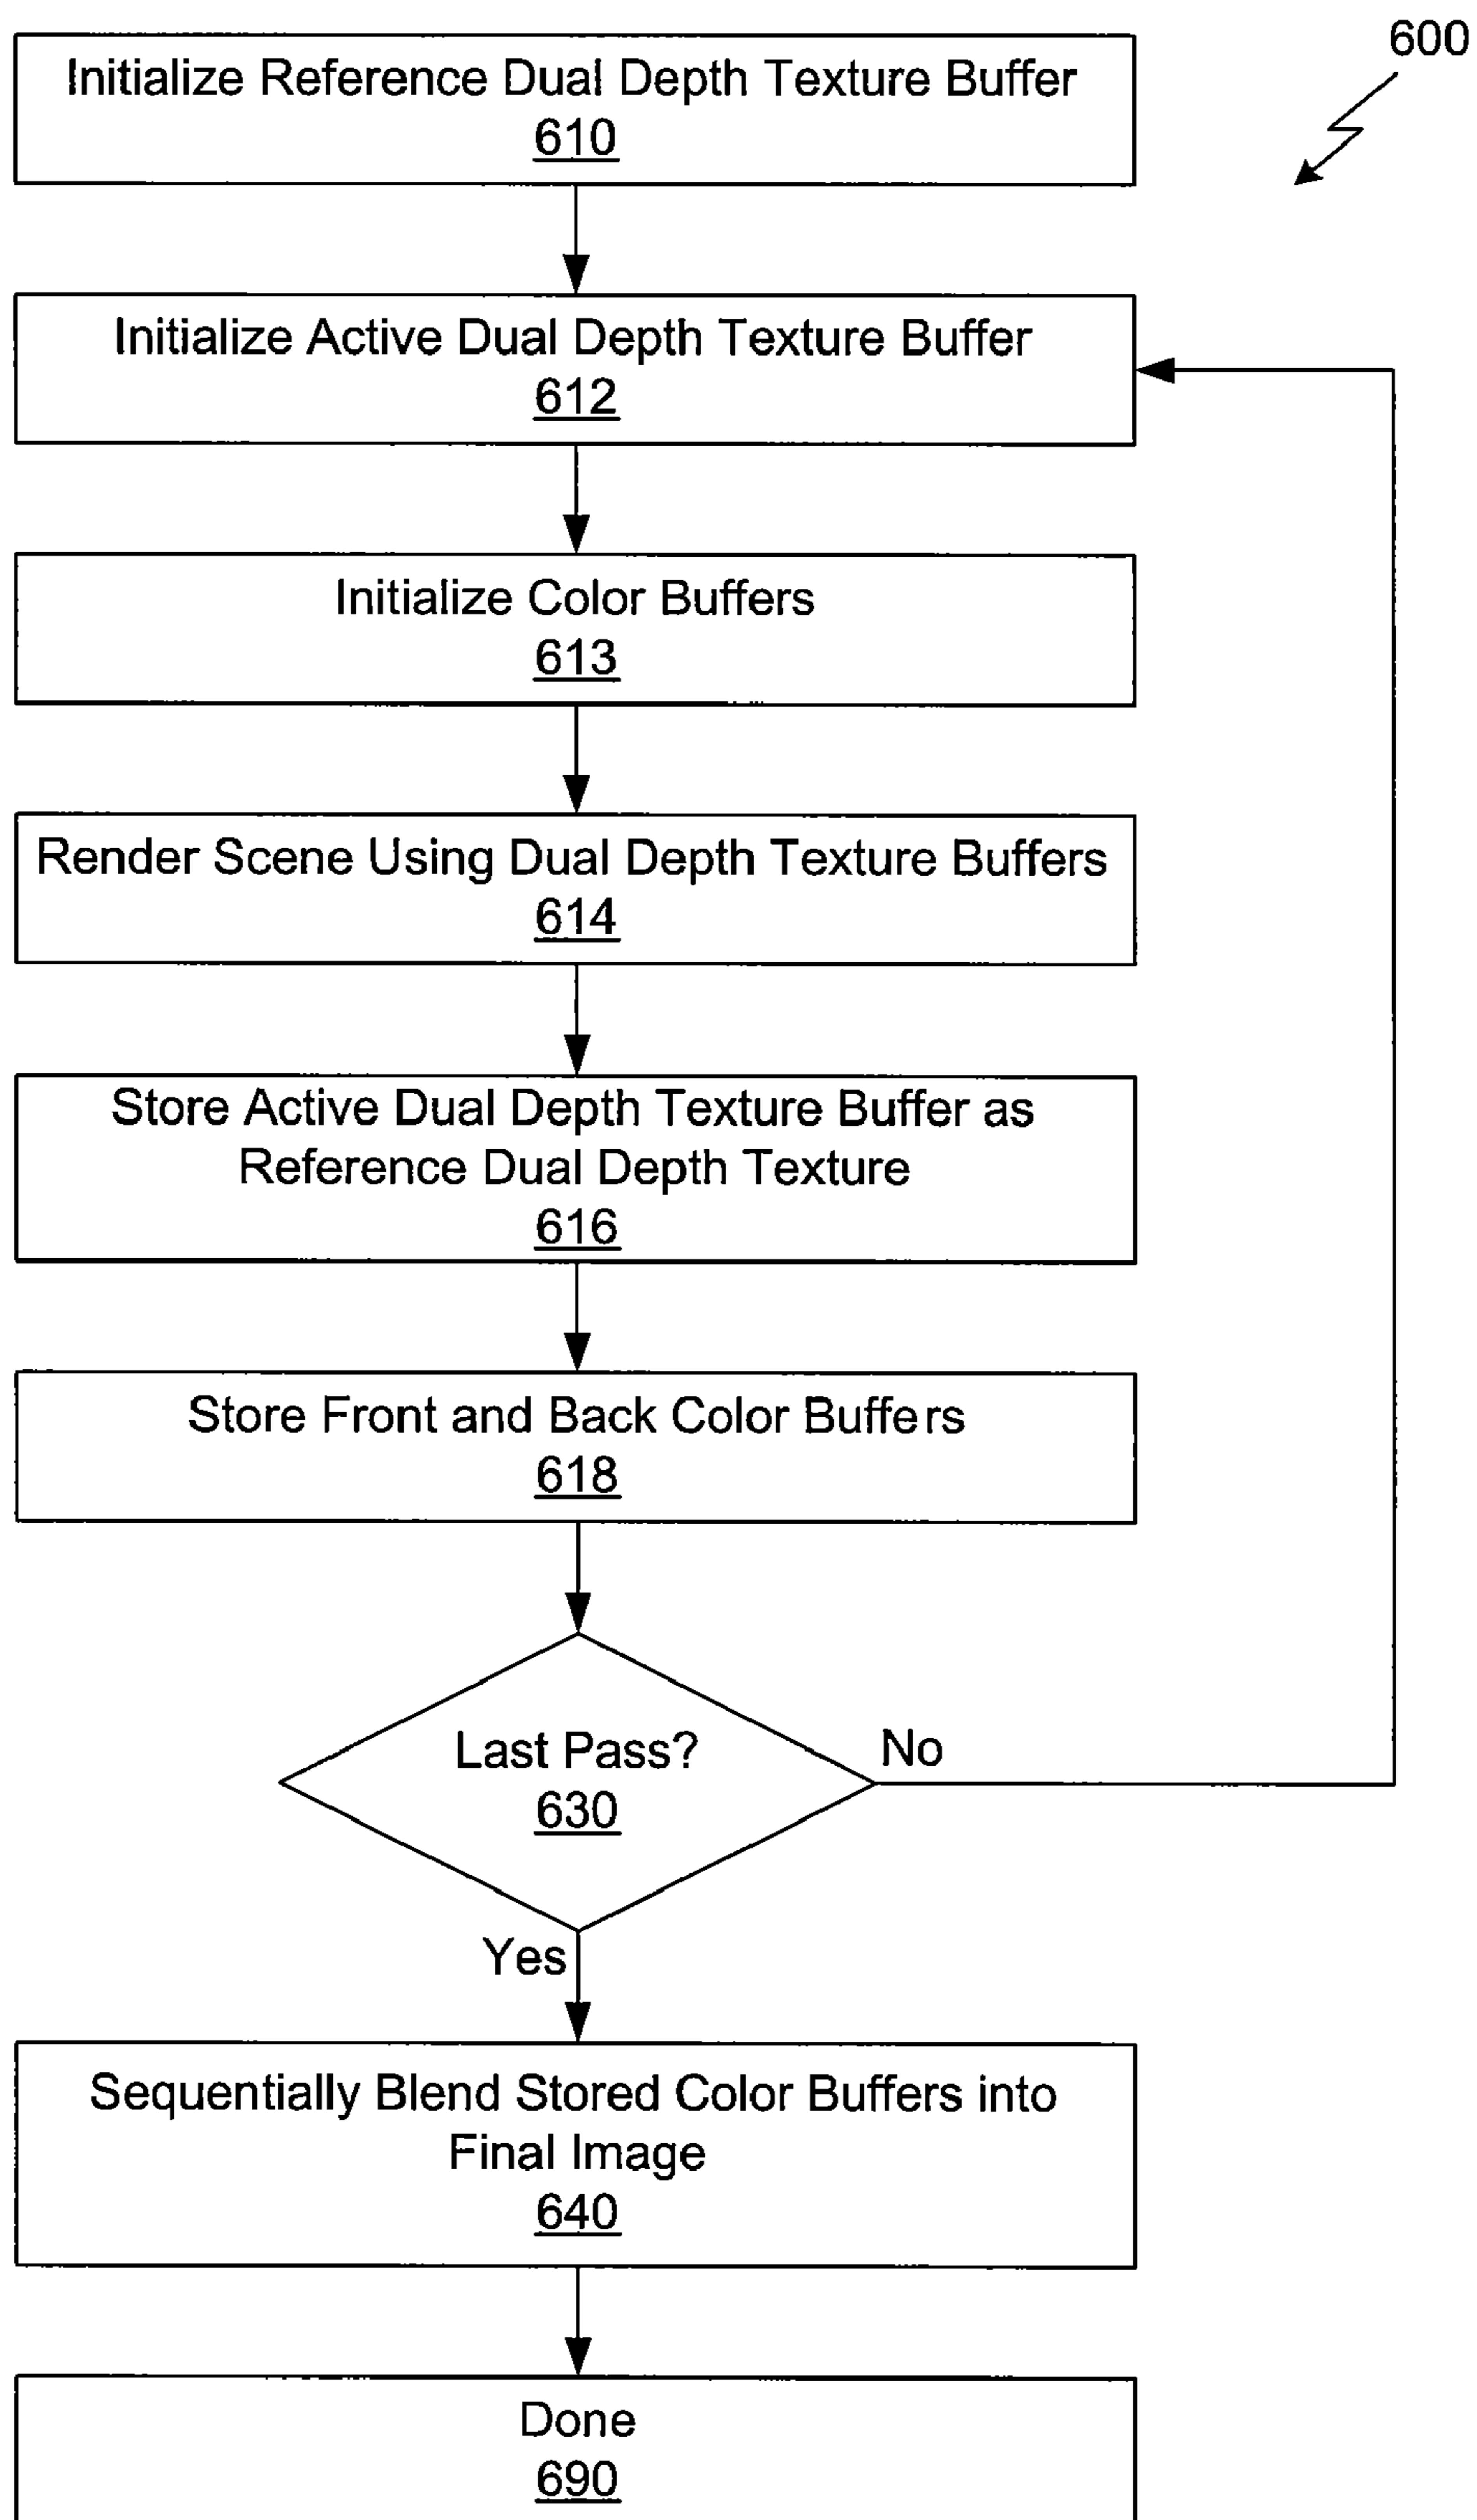 600
Initialize Reference Dual Depth Texture Buffer
610
Initialize Active Dual Depth Texture Buffer
612
Initialize Color Buffers
613
Render Scene Using Dual Depth Texture Buffers
614
Store Active Dual Depth Texture Buffer as
Reference Dual Depth Texture
616
Store Front and Back Color Buffers
618
Last Pass?
630
No
Yes
Sequentially Blend Stored Color Buffers into
Final Image
640
Done
690